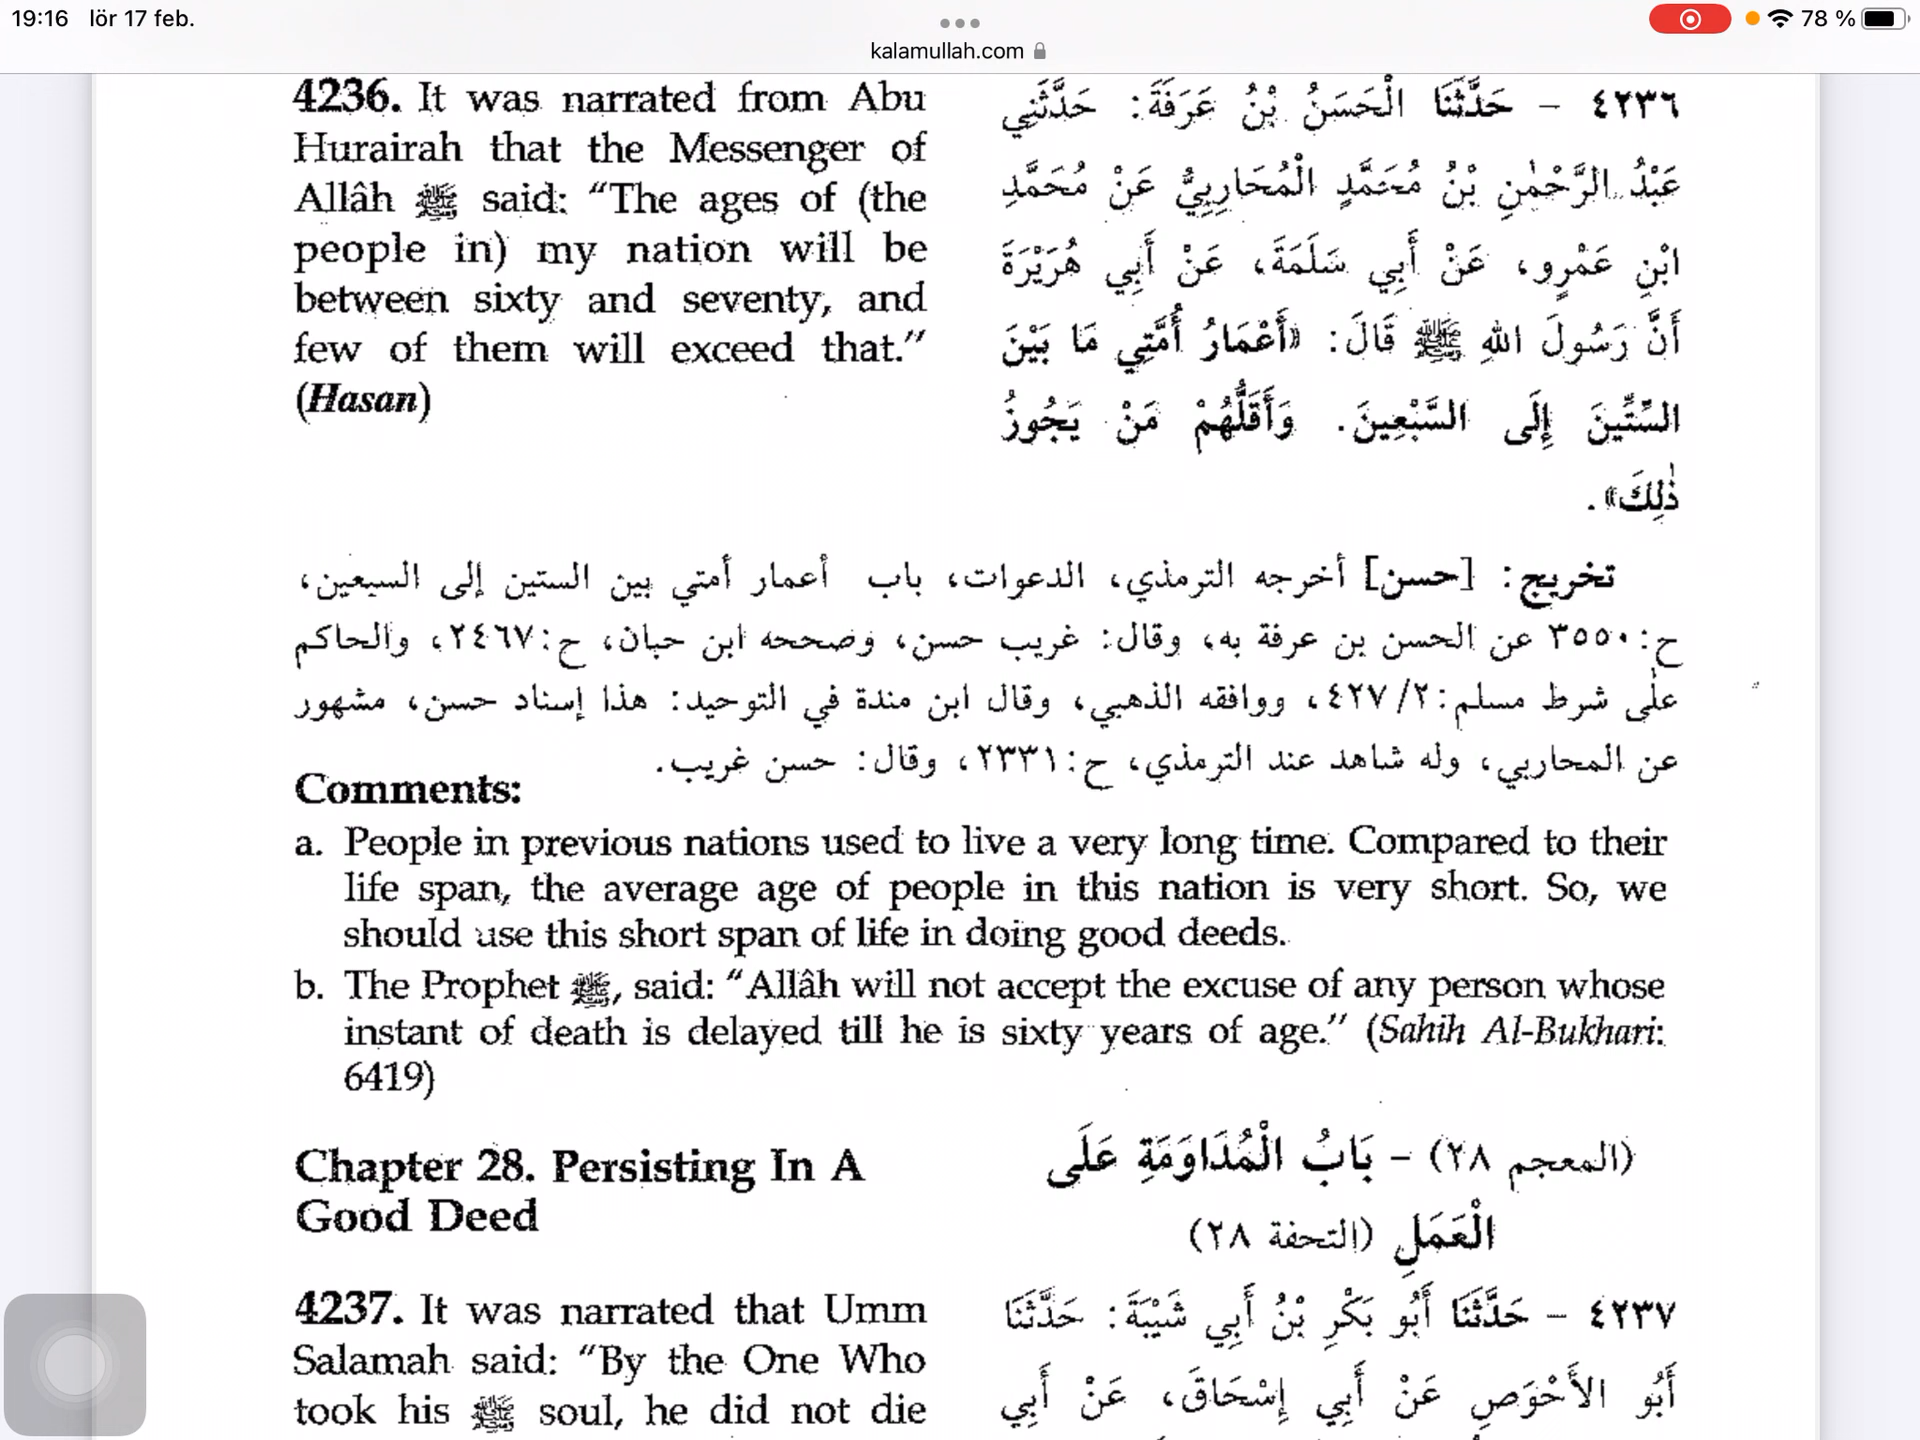 19:16 lör 17 feb.
78 %
kalamullah.com
4236. It was narrated from Abu
Hurairah that the Messenger of
Allâh ﷺ said: “The ages of (the
people in) my nation will be
between sixty and seventy, and
few of them will exceed that.”
(Hasan)
٤٢٣٦ – حَدَّثَنَا الْحَسَنُ بْنُ عَرَفَةَ: حَدَّثَنِي
عَبْدُ الرَّحْمٰنِ بْنُ مُحَمَّدٍ الْمُحَارِبِيُّ عَنْ مُحَمَّدِ
ابْنِ عَمْرٍو، عَنْ أَبِي سَلَمَةَ، عَنْ أَبِي هُرَيْرَةَ
أَنَّ رَسُولَ اللهِ ﷺ قَالَ: «أَعْمَارُ أُمَّتِي مَا بَيْنَ
السِّتِّينَ إِلَى السَّبْعِينَ. وَأَقَلُّهُمْ مَنْ يَجُوزُ
ذٰلِكَ».
تخريج: [حسن] أخرجه الترمذي، الدعوات، باب أعمار أمتي بين الستين إلى السبعين،
ح: ٣٥٥٠ عن الحسن بن عرفة به، وقال: غريب حسن، وصححه ابن حبان، ح: ٢٤٦٧، والحاكم
على شرط مسلم: ٢/ ٤٢٧، ووافقه الذهبي، وقال ابن مندة في التوحيد: هذا إسناد حسن، مشهور
عن المحاربي، وله شاهد عند الترمذي، ح: ٢٣٣١، وقال: حسن غريب.
Comments:
a. People in previous nations used to live a very long time. Compared to their
life span, the average age of people in this nation is very short. So, we
should use this short span of life in doing good deeds.
b. The Prophet ﷺ, said: “Allâh will not accept the excuse of any person whose
instant of death is delayed till he is sixty years of age.” (Sahih Al-Bukhari:
6419)
Chapter 28. Persisting In A
Good Deed
(المعجم ٢٨) – بَابُ الْمُدَاوَمَةِ عَلَى
الْعَمَلِ (التحفة ٢٨)
4237. It was narrated that Umm
Salamah said: “By the One Who
took his ﷺ soul, he did not die
٤٢٣٧ – حَدَّثَنَا أَبُو بَكْرِ بْنُ أَبِي شَيْبَةَ: حَدَّثَنَا
أَبُو الأَحْوَصِ عَنْ أَبِي إِسْحَاقَ، عَنْ أَبِي